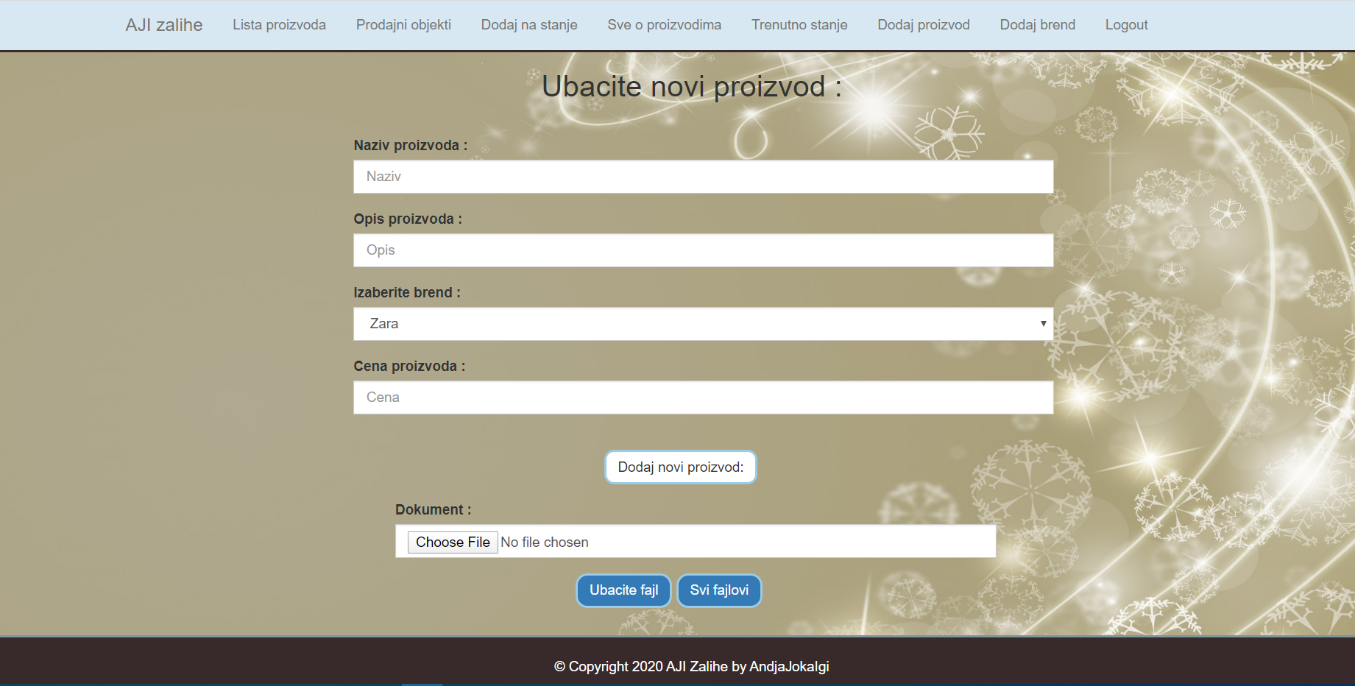 AJI zalihe Lista proizvoda Prodajni objekti Dodaj na stanje Sve o proizvodima Trenutno stanje Dodaj proizvod Dodaj brend Logout
Ubacite novi proizvod :
Naziv proizvoda :
Naziv
Opis proizvoda :
Opis
Izaberite brend :
Zara
Cena proizvoda :
Cena
Dodaj novi proizvod:
Dokument :
Choose File No file chosen
Ubacite fajl Svi fajlovi
© Copyright 2020 AJI Zalihe by AndjaJokaIgi